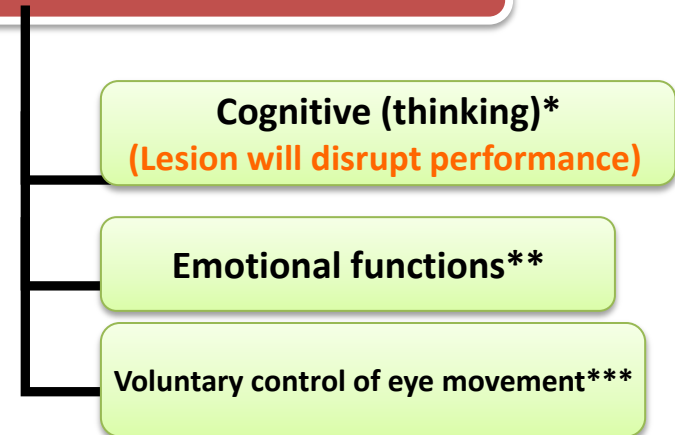 Cognitive (thinking)*
(Lesion will disrupt performance)
Emotional functions**
Voluntary control of eye movement***